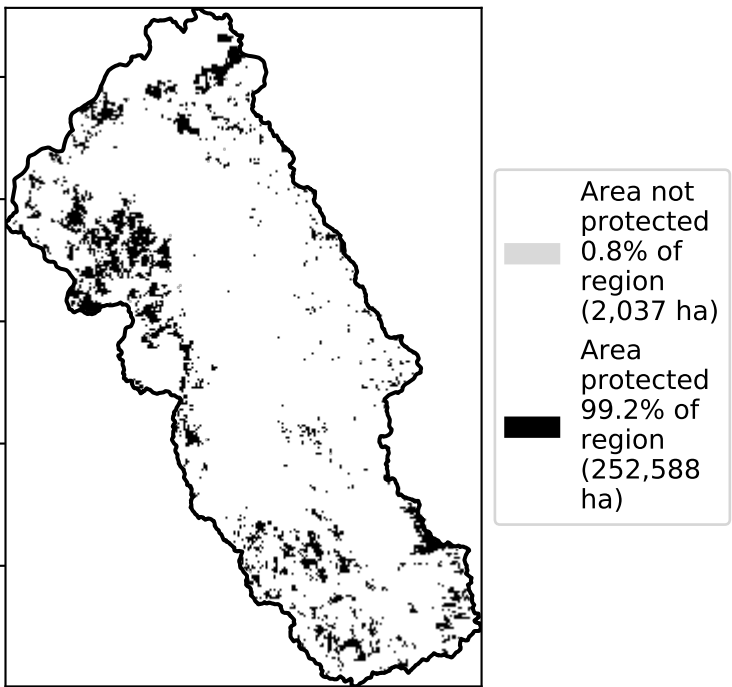 Area not
protected
0.8% of
region
(2,037 ha)
Area
protected
99.2% of
region
(252,588
ha)